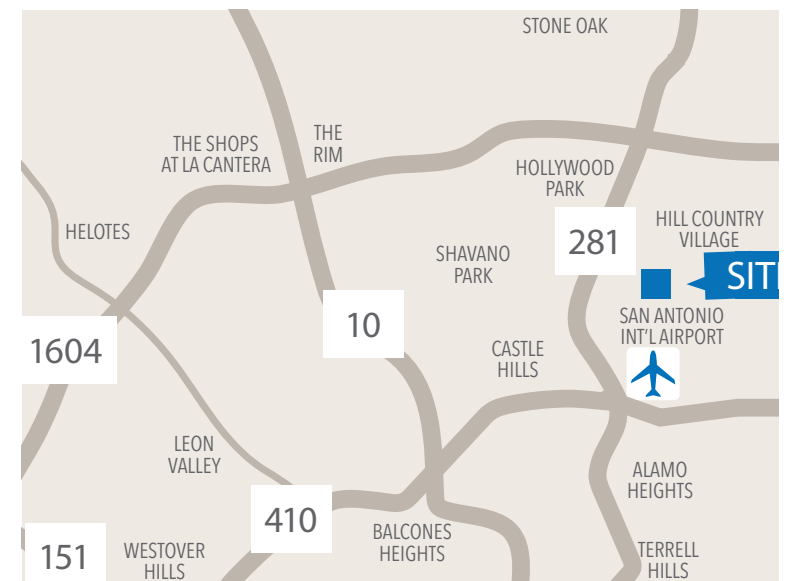 STONE OAK
THE
RIM
THE SHOPS
AT LA CANTERA
HOLLYWOOD
PARK
HELOTES
281
HILL COUNTRY
VILLAGE
SHAVANO
PARK
SIT
10
SAN ANTONIO
INT'L AIRPORT
1604
CASTLE
HILLS
LEON
VALLEY
ALAMO
HEIGHTS
410
BALCONES
HEIGHTS
151
WESTOVER
HILLS
TERRELL
HILLS